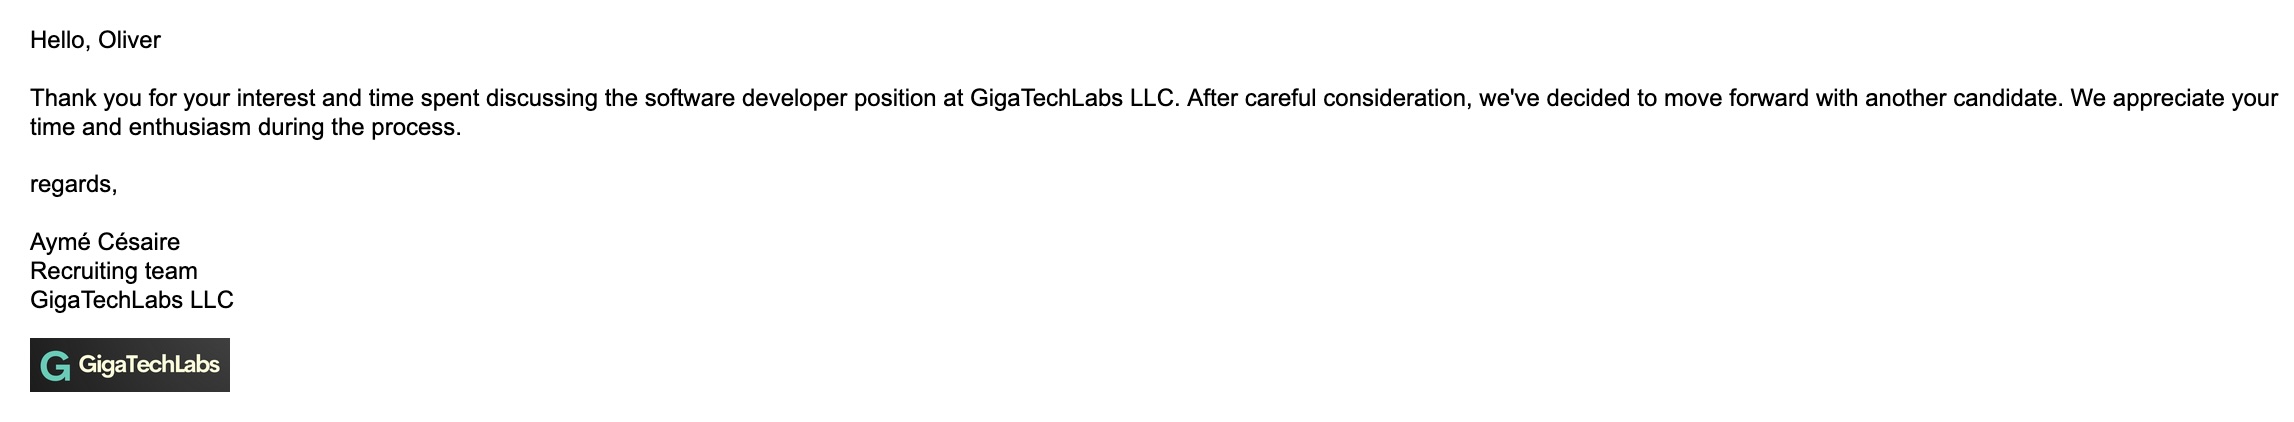 Hello, Oliver
Thank you for your interest and time spent discussing the software developer position at GigaTechLabs LLC. After careful consideration, we've decided to move forward with another candidate. We appreciate your
time and enthusiasm during the process.
regards,
Aymé Césaire
Recruiting team
GigaTechLabs LLC
G GigaTechLabs